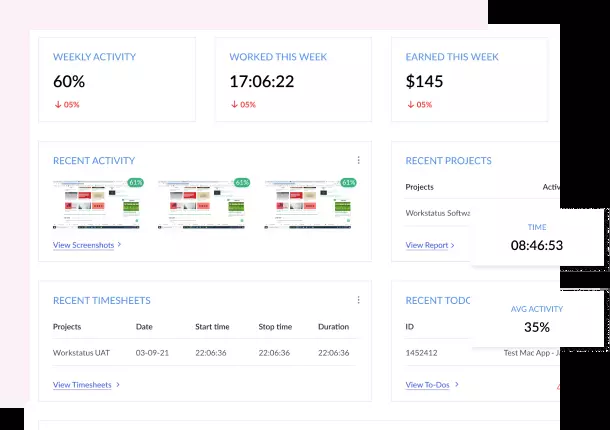 WEEKLY ACTIVITY
60%
05%
WORKED THIS WEEK
17:06:22
05%
EARNED THIS WEEK
$145
05%
RECENT ACTIVITY
61%
61%
61%
View Screenshots
RECENT PROJECTS
Projects Activ
Workstatus Softwa
View Report
TIME
08:46:53
RECENT TIMESHEETS
Projects Date Start time Stop time Duration
Workstatus UAT 03-09-21 22:06:36 22:06:36 22:06:36
View Timesheets
RECENT TODO
AVG ACTIVITY
35%
ID
1452412 Test Mac App -
View To-Dos